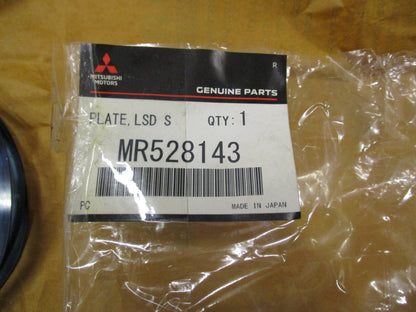 R
MITSUBISHI
MOTORS
GENUINE PARTS
PLATE, LSD S QTY: 1
MR528143
PC MADE IN JAPAN